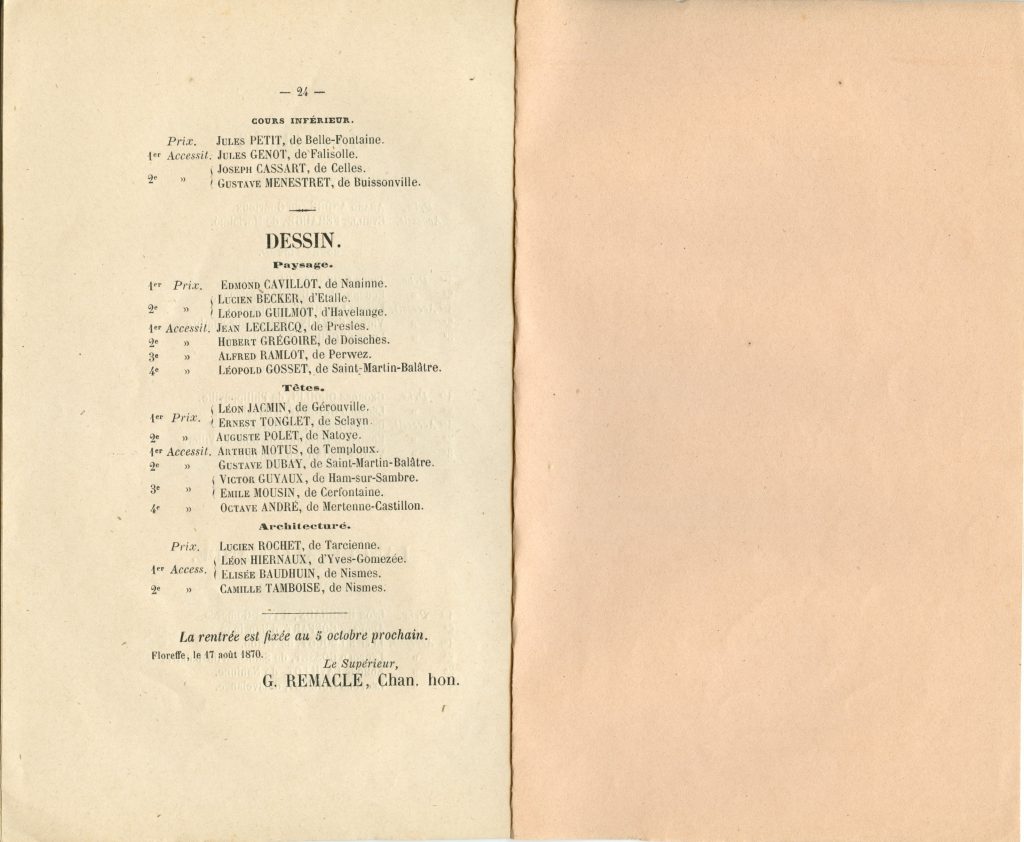 — 24 —
COURS INFÉRIEUR.
Prix. JULES PETIT, de Belle-Fontaine.
1er Accessit. JULES GENOT, de Falisolle.
2e » JOSEPH CASSART, de Celles.
GUSTAVE MENESTRET, de Buissonville.
DESSIN.
Paysage.
1er Prix. EDMOND CAVILLOT, de Naninne.
2e » LUCIEN BECKER, d'Etalle.
LÉOPOLD GUILMOT, d'Havelange.
1er Accessit. JEAN LECLERCQ, de Presles.
2e » HUBERT GRÉGOIRE, de Doisches.
3e » ALFRED RAMLOT, de Perwez.
4e » LÉOPOLD GOSSET, de Saint-Martin-Balâtre.
Têtes.
1er Prix. LÉON JACMIN, de Gérouville.
ERNEST TONGLET, de Sclayn.
2e » AUGUSTE POLET, de Natoye.
1er Accessit. ARTHUR MOTUS, de Temploux.
2e » GUSTAVE DUBAY, de Saint-Martin-Balâtre.
3e » VICTOR GUYAUX, de Ham-sur-Sambre.
EMILE MOUSIN, de Cerfontaine.
4e » OCTAVE ANDRÉ, de Mertenne-Castillon.
Architecturé.
Prix. LUCIEN ROCHET, de Tarcienne.
1er Access. LÉON HIERNAUX, d'Yves-Gomezée.
ELISÉE BAUDHUIN, de Nismes.
2e » CAMILLE TAMBOISE, de Nismes.
La rentrée est fixée au 5 octobre prochain.
Floreffe, le 17 août 1870.
Le Supérieur,
G. REMACLE, Chan. hon.